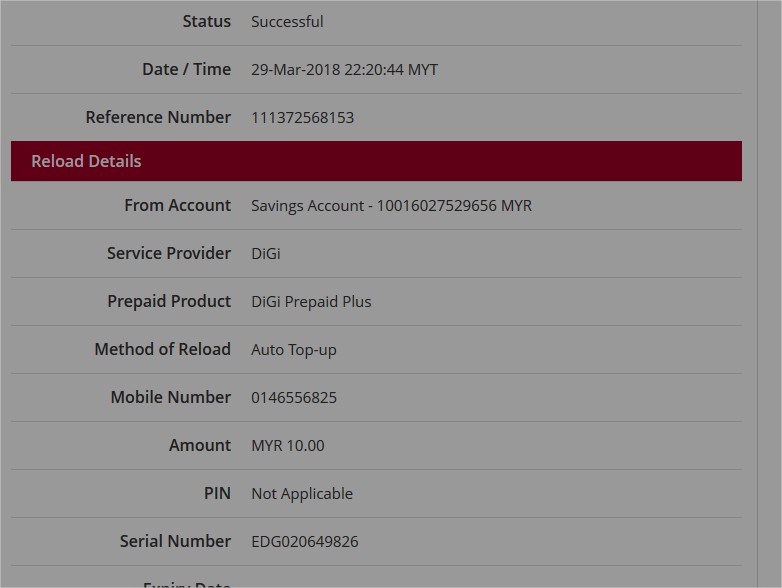 Status Successful
Date / Time 29-Mar-2018 22:20:44 MYT
Reference Number 111372568153
Reload Details
From Account Savings Account - 10016027529656 MYR
Service Provider DiGi
Prepaid Product DiGi Prepaid Plus
Method of Reload Auto Top-up
Mobile Number 0146556825
Amount MYR 10.00
PIN Not Applicable
Serial Number EDG020649826
Expiry Date